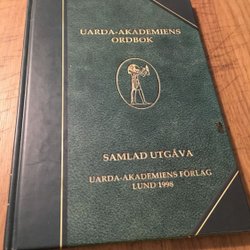 UARDA-AKADEMIENS
ORDBOK
SAMLAD UTGÅVA
UARDA-AKADEMIENS FÖRLAG
LUND 1998